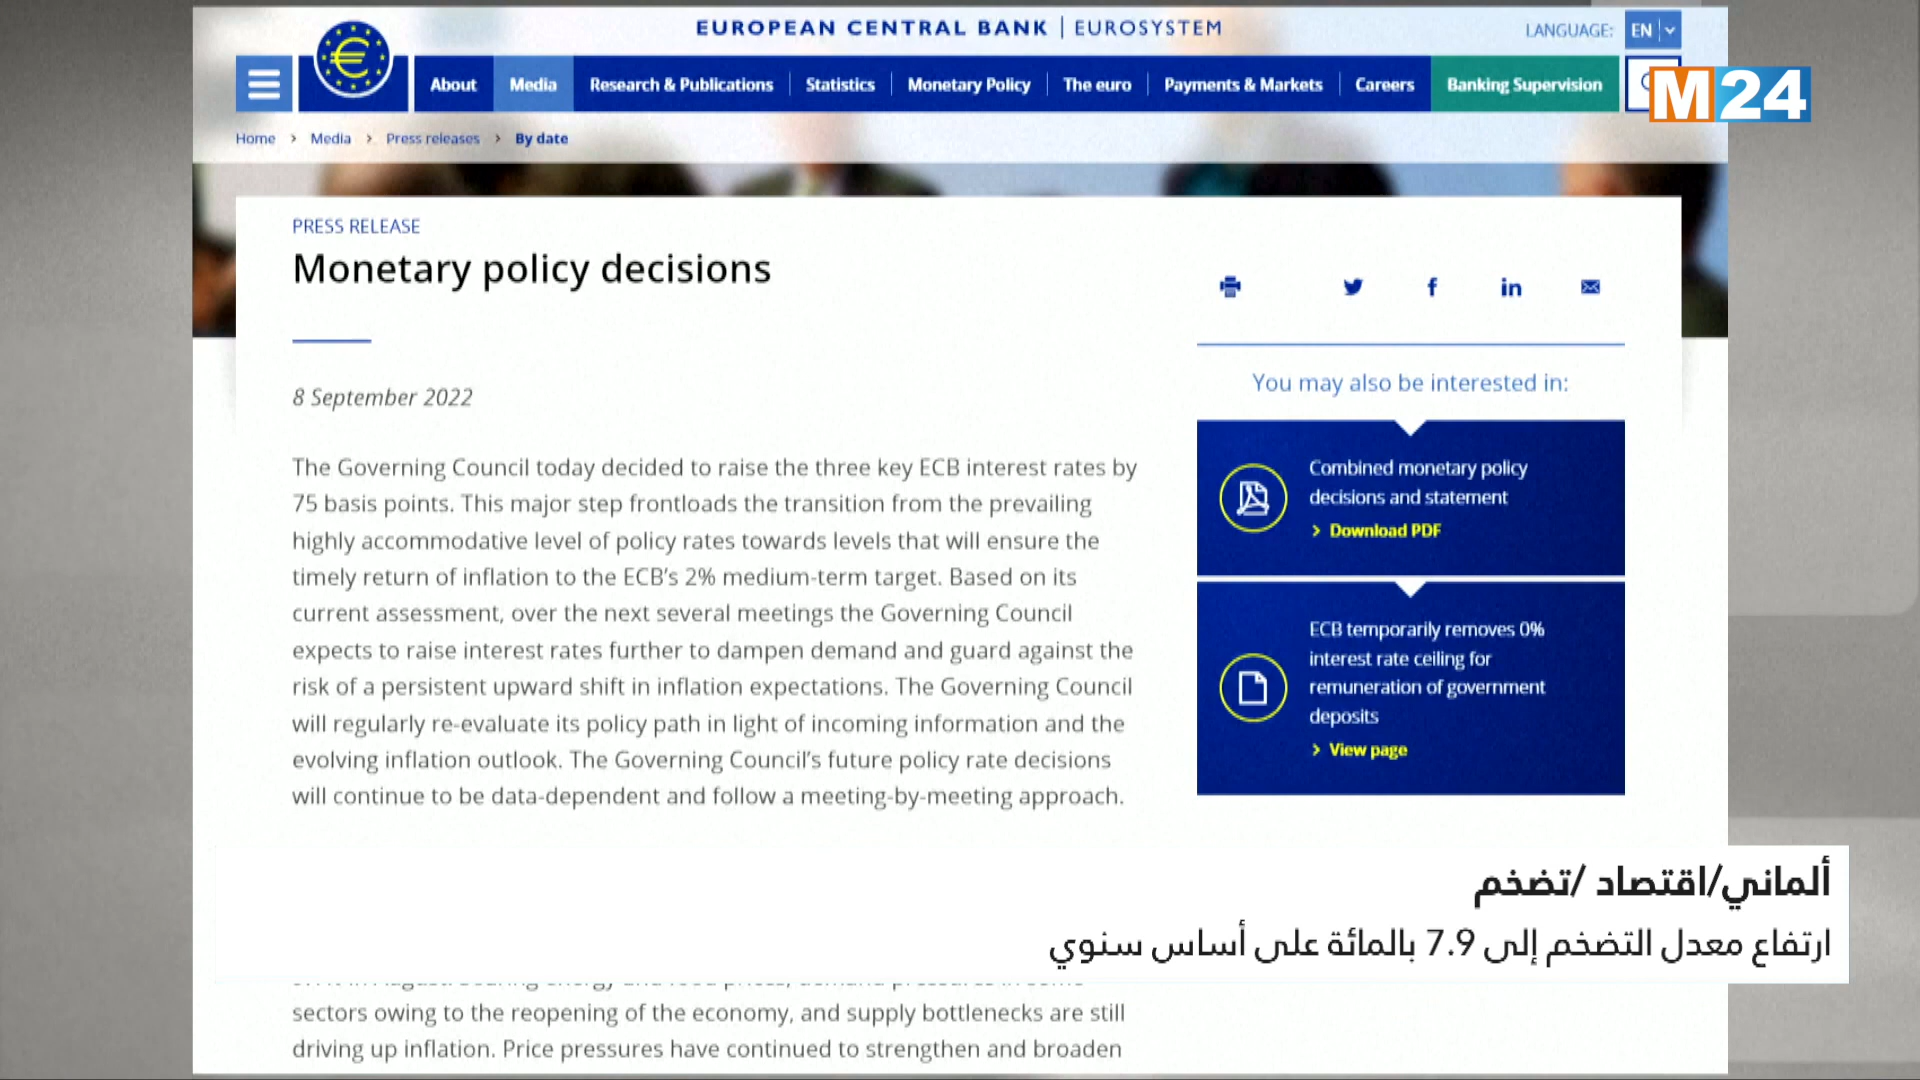 EUROPEAN CENTRAL BANK | EUROSYSTEM
LANGUAGE: EN
About Media Research & Publications Statistics Monetary Policy The euro Payments & Markets Careers Banking Supervision
M24
Home > Media > Press releases > By date
PRESS RELEASE
Monetary policy decisions
8 September 2022
The Governing Council today decided to raise the three key ECB interest rates by
75 basis points. This major step frontloads the transition from the prevailing
highly accommodative level of policy rates towards levels that will ensure the
timely return of inflation to the ECB’s 2% medium-term target. Based on its
current assessment, over the next several meetings the Governing Council
expects to raise interest rates further to dampen demand and guard against the
risk of a persistent upward shift in inflation expectations. The Governing Council
will regularly re-evaluate its policy path in light of incoming information and the
evolving inflation outlook. The Governing Council’s future policy rate decisions
will continue to be data-dependent and follow a meeting-by-meeting approach.
You may also be interested in:
Combined monetary policy
decisions and statement
> Download PDF
ECB temporarily removes 0%
interest rate ceiling for
remuneration of government
deposits
> View page
ألماني/اقتصاد /تضخم
ارتفاع معدل التضخم إلى 7.9 بالمائة على أساس سنوي
sectors owing to the reopening of the economy, and supply bottlenecks are still
driving up inflation. Price pressures have continued to strengthen and broaden